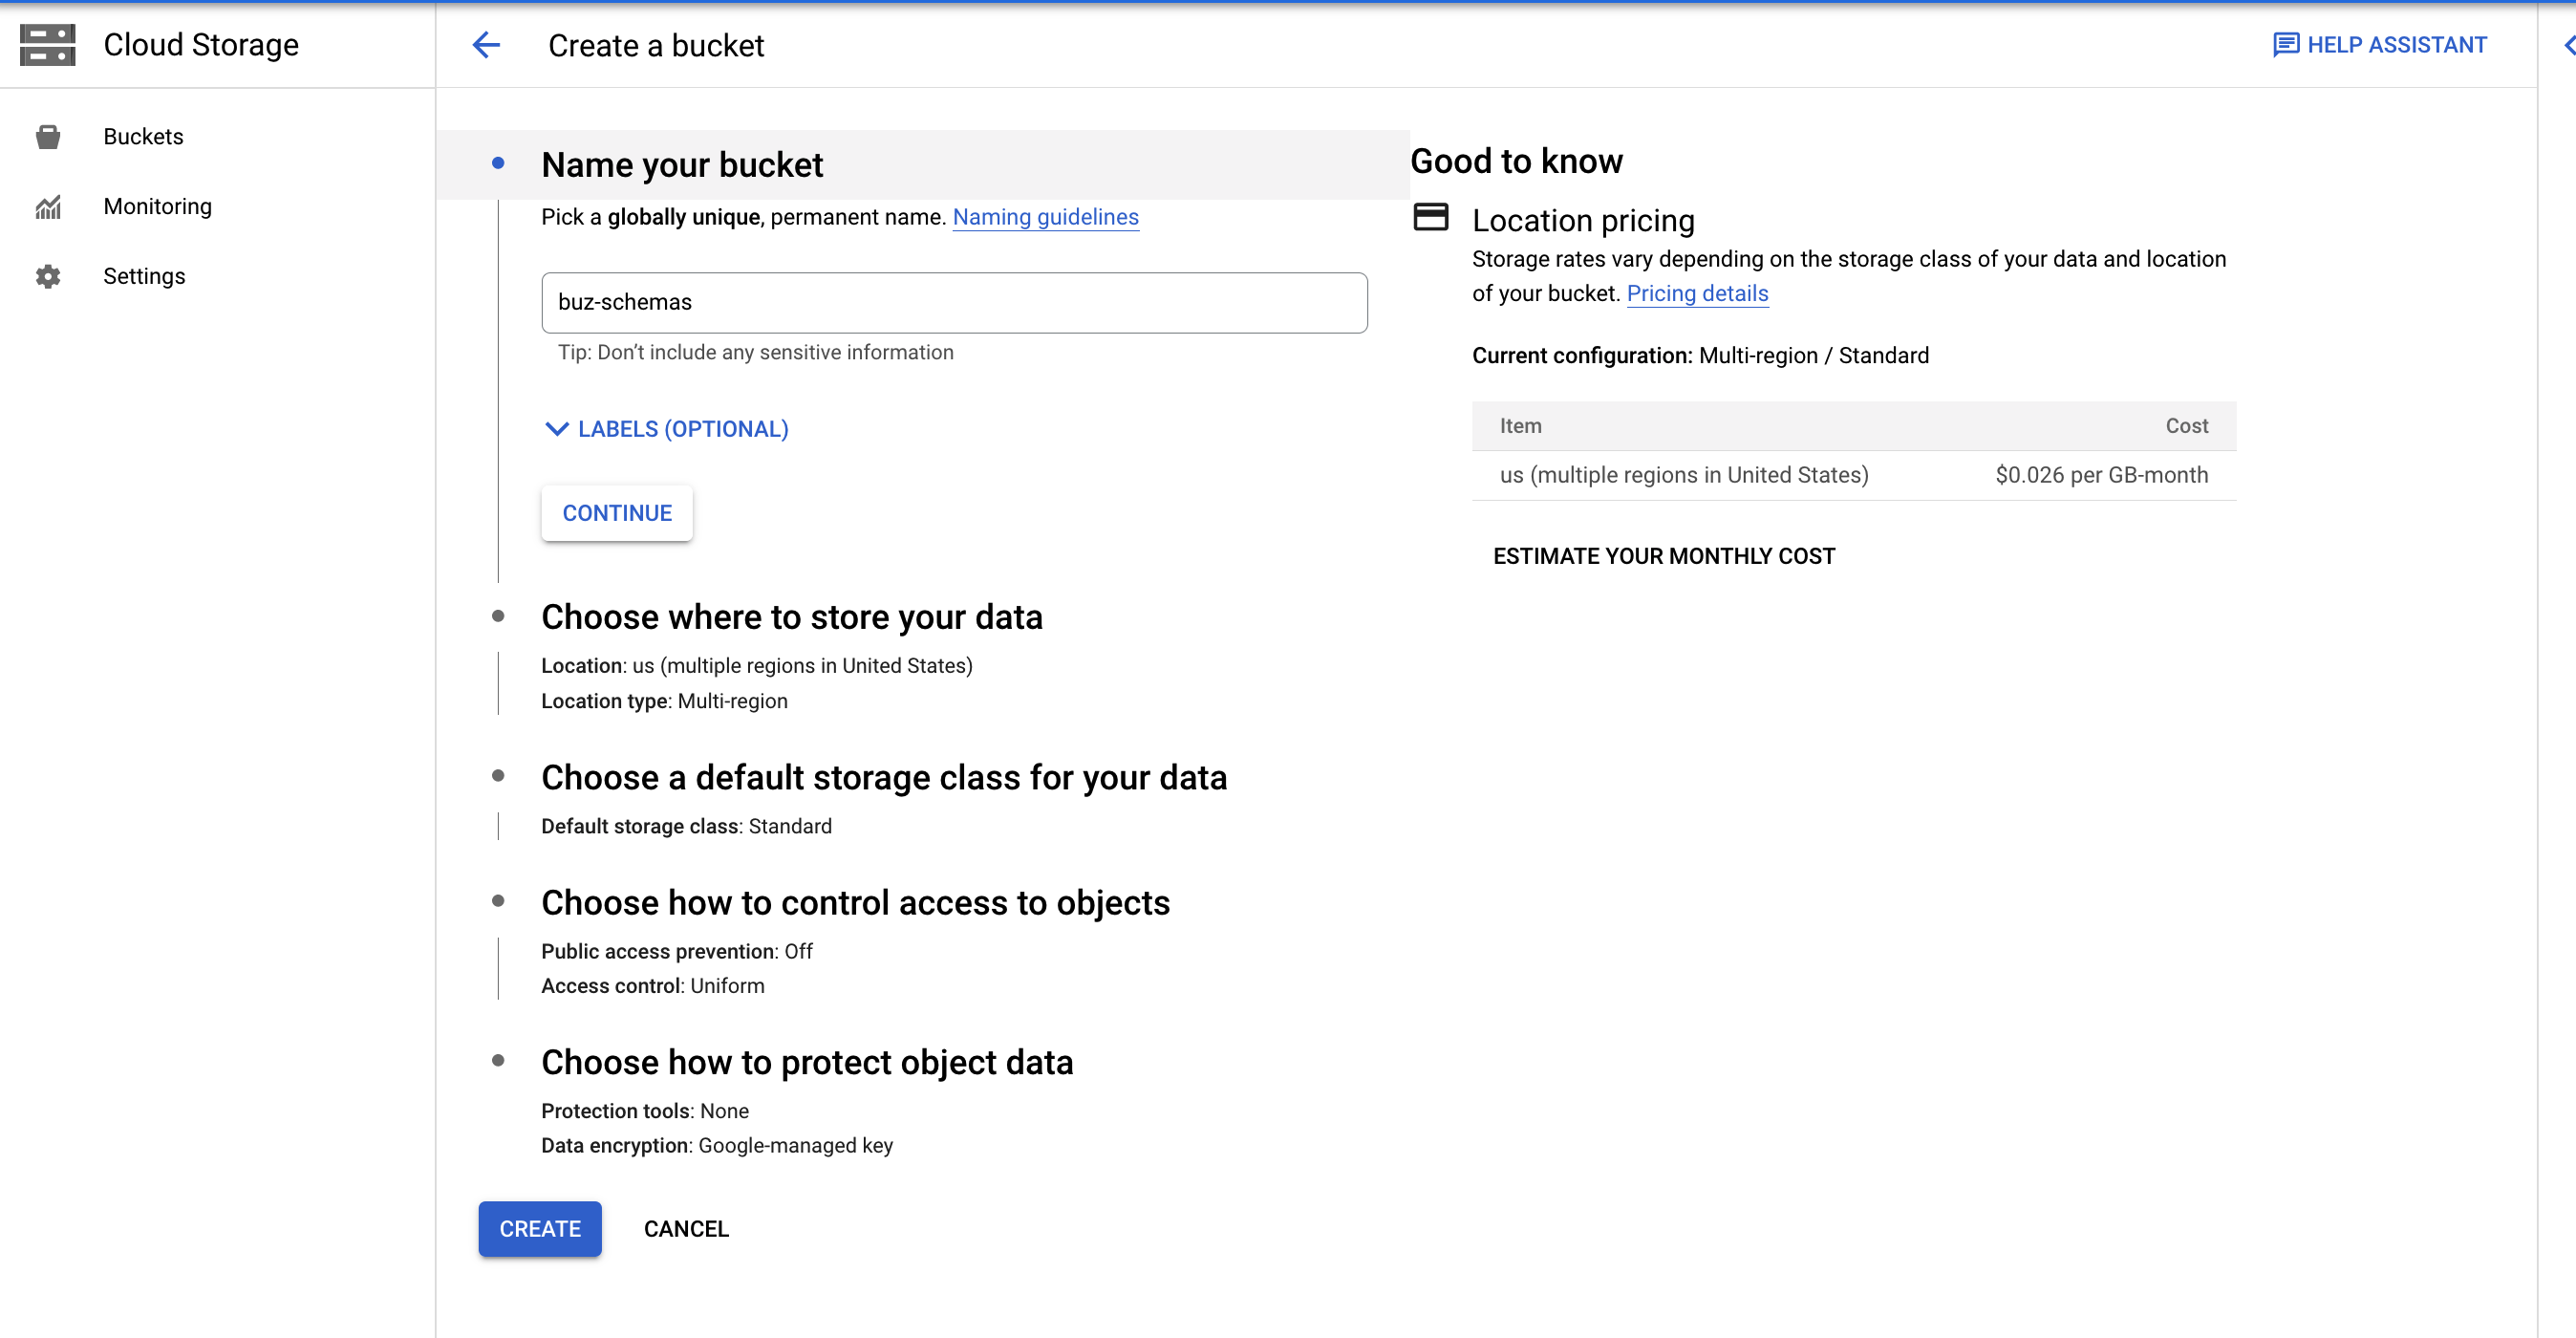 Cloud Storage
Buckets
Monitoring
Settings
Create a bucket
HELP ASSISTANT
Name your bucket
Pick a globally unique, permanent name. Naming guidelines
buz-schemas
Tip: Don’t include any sensitive information
LABELS (OPTIONAL)
CONTINUE
Choose where to store your data
Location: us (multiple regions in United States)
Location type: Multi-region
Choose a default storage class for your data
Default storage class: Standard
Choose how to control access to objects
Public access prevention: Off
Access control: Uniform
Choose how to protect object data
Protection tools: None
Data encryption: Google-managed key
CREATE CANCEL
Good to know
Location pricing
Storage rates vary depending on the storage class of your data and location
of your bucket. Pricing details
Current configuration: Multi-region / Standard
Item Cost
us (multiple regions in United States) $0.026 per GB-month
ESTIMATE YOUR MONTHLY COST